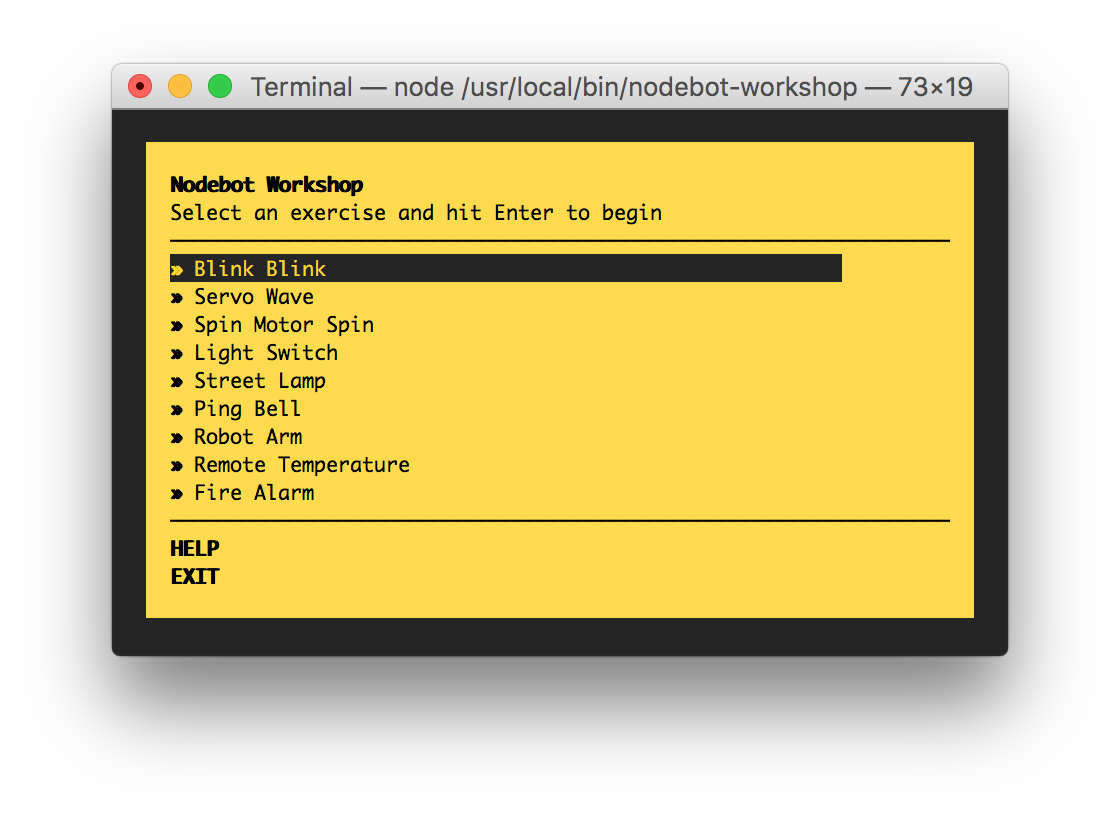 Terminal — node /usr/local/bin/nodebot-workshop — 73×19
Nodebot Workshop
Select an exercise and hit Enter to begin
» Blink Blink
» Servo Wave
» Spin Motor Spin
» Light Switch
» Street Lamp
» Ping Bell
» Robot Arm
» Remote Temperature
» Fire Alarm
HELP
EXIT